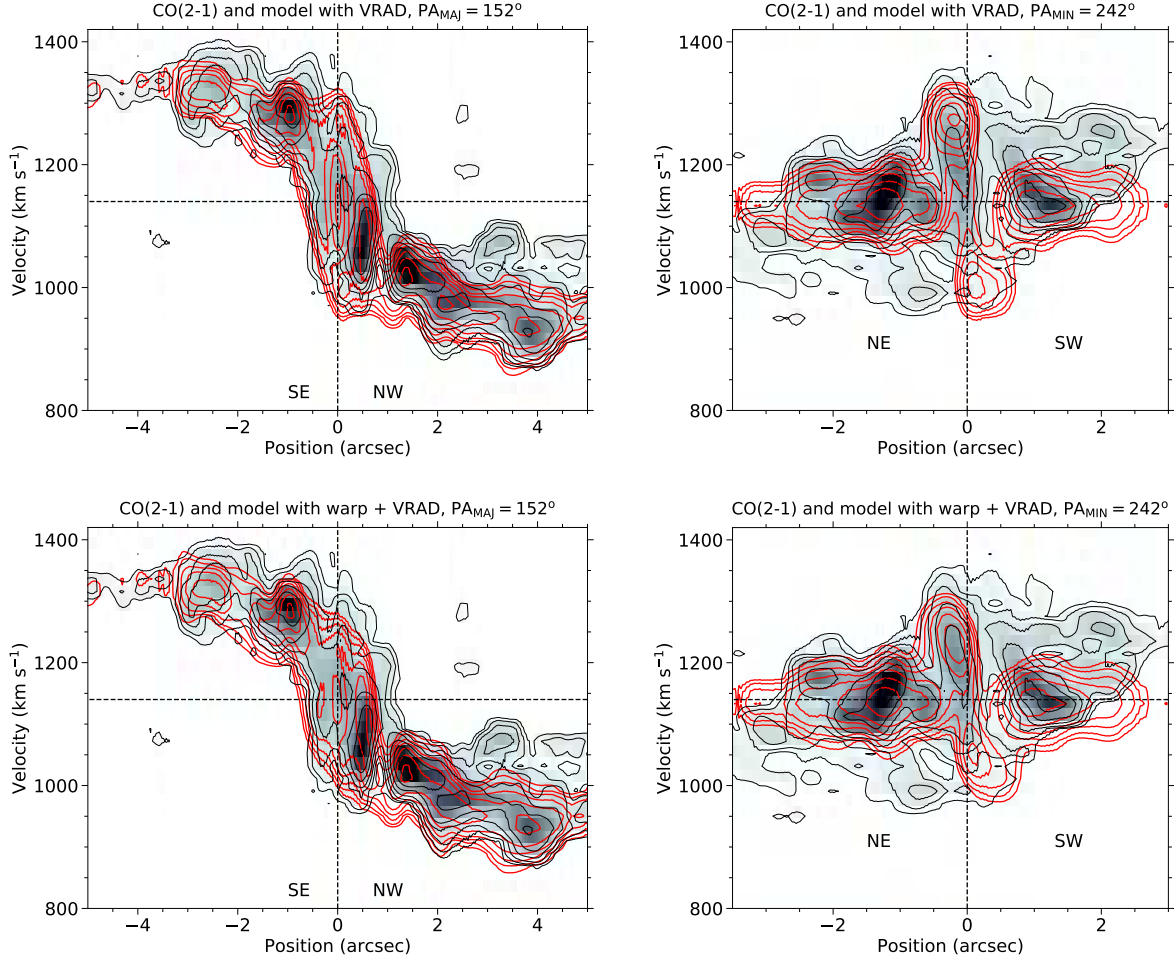 CO(2-1) and model with VRAD, PA_MAJ = 152°
1400
1200
1000
800
Velocity (km s⁻¹)
SE
NW
−4
−2
0
2
4
Position (arcsec)
CO(2-1) and model with VRAD, PA_MIN = 242°
1400
1200
1000
800
Velocity (km s⁻¹)
NE
SW
−2
0
2
Position (arcsec)
CO(2-1) and model with warp + VRAD, PA_MAJ = 152°
1400
1200
1000
800
Velocity (km s⁻¹)
SE
NW
−4
−2
0
2
4
Position (arcsec)
CO(2-1) and model with warp + VRAD, PA_MIN = 242°
1400
1200
1000
800
Velocity (km s⁻¹)
NE
SW
−2
0
2
Position (arcsec)